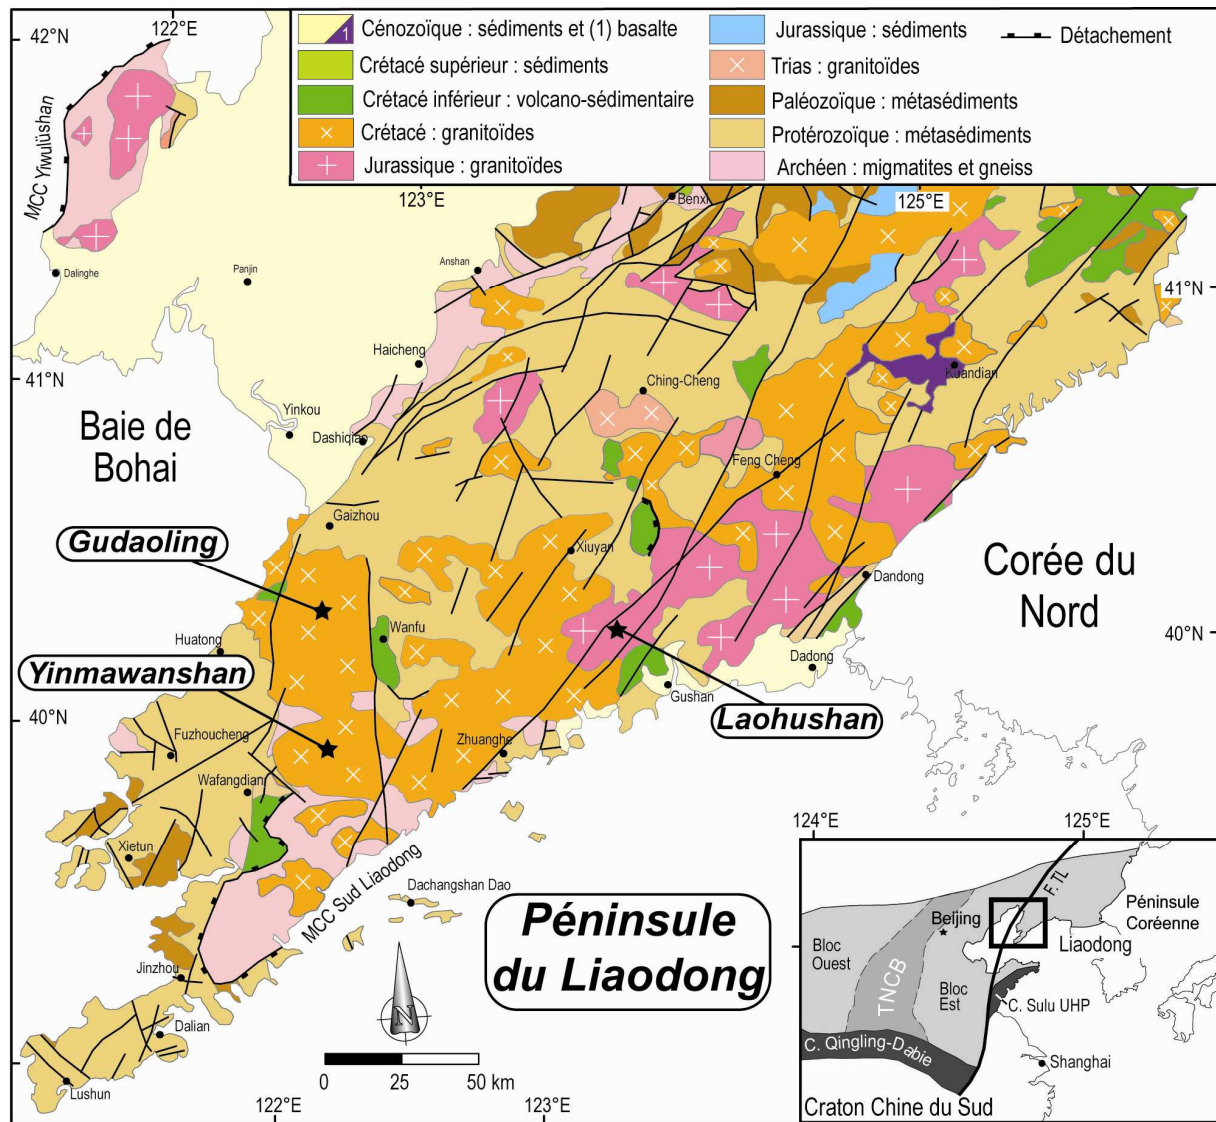 42°N
122°E
1
Cénozoïque : sédiments et (1) basalte
Crétacé supérieur : sédiments
Crétacé inférieur : volcano-sédimentaire
Crétacé : granitoïdes
Jurassique : granitoïdes
Jurassique : sédiments
Trias : granitoïdes
Paléozoïque : métasédiments
Protérozoïque : métasédiments
Archéen : migmatites et gneiss
Détachement
MCC Yiwulüshan
123°E
Benxi
125°E
Dalinghe
Panjin
Anshan
41°N
Haicheng
41°N
Ching-Cheng
Kuandian
Yinkou
Dashiqiao
Baie de
Bohai
Feng Cheng
Gaizhou
Gudaoling
Xiuyan
Dandong
Corée du
Nord
Huatong
Wanfu
40°N
Yinmawanshan
Dadong
Gushan
Laohushan
40°N
Fuzhoucheng
Zhuanghe
Wafangdian
124°E
125°E
Xietun
MCC Sud Liaodong
Dachangshan Dao
Péninsule
du Liaodong
Jinzhou
N
Dalian
Lushun
0 25 50 km
122°E
123°E
F. TL
Beijing
Péninsule
Coréenne
Liaodong
Bloc
Ouest
TNCB
Bloc
Est
C. Sulu UHP
C. Qingling-Dabie
Shanghai
Craton Chine du Sud